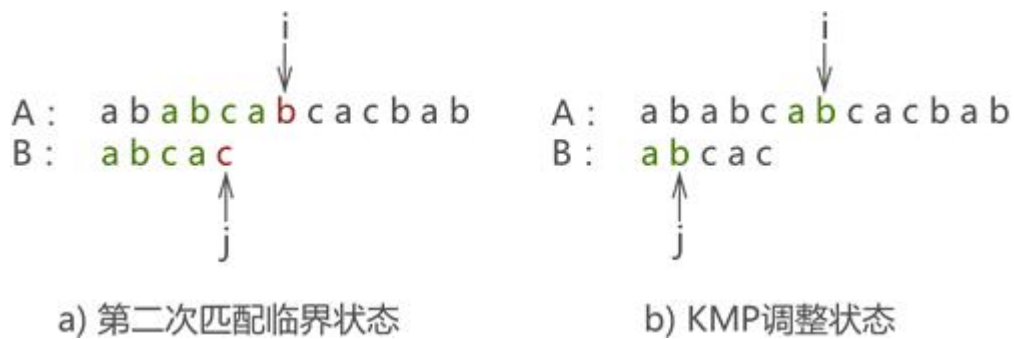 i i
A： a b a b c a b c a c b a b A： a b a b c a b c a c b a b
B： a b c a c B： a b c a c
j j
a) 第二次匹配临界状态 b) KMP调整状态